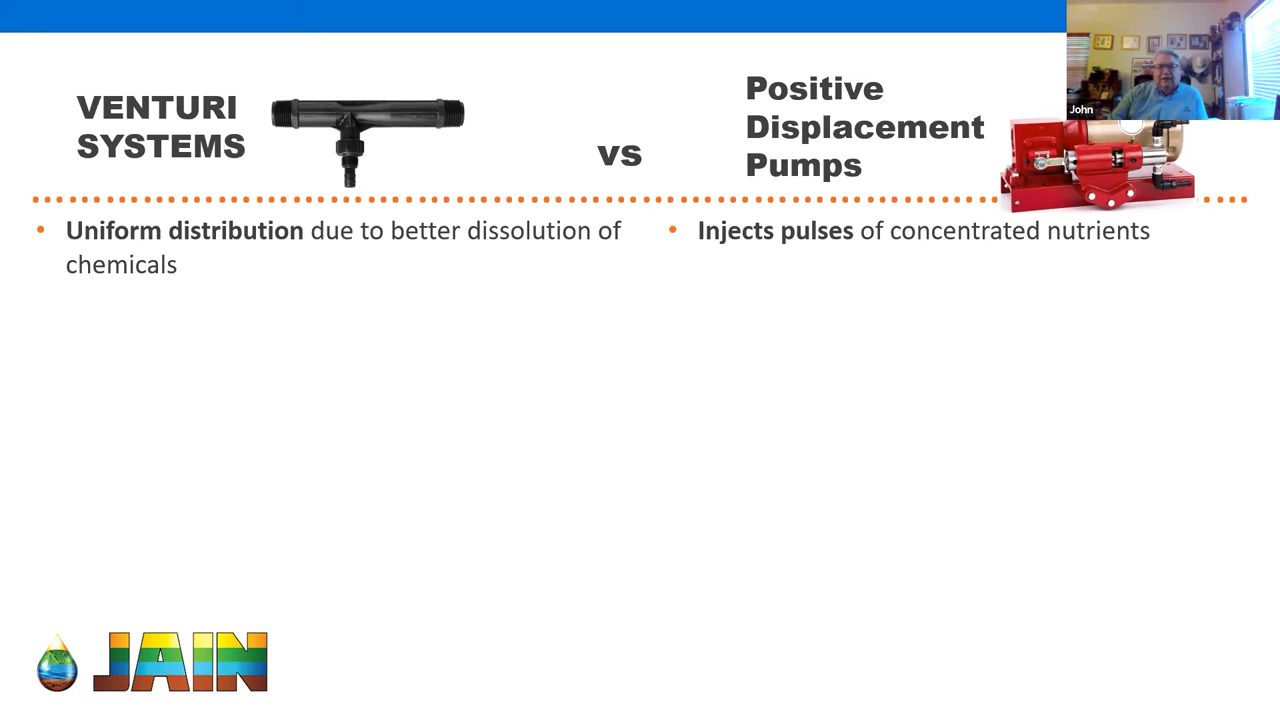 VENTURI
SYSTEMS
vs
Positive
Displacement
Pumps
John
• Uniform distribution due to better dissolution of
chemicals
• Injects pulses of concentrated nutrients
JAIN